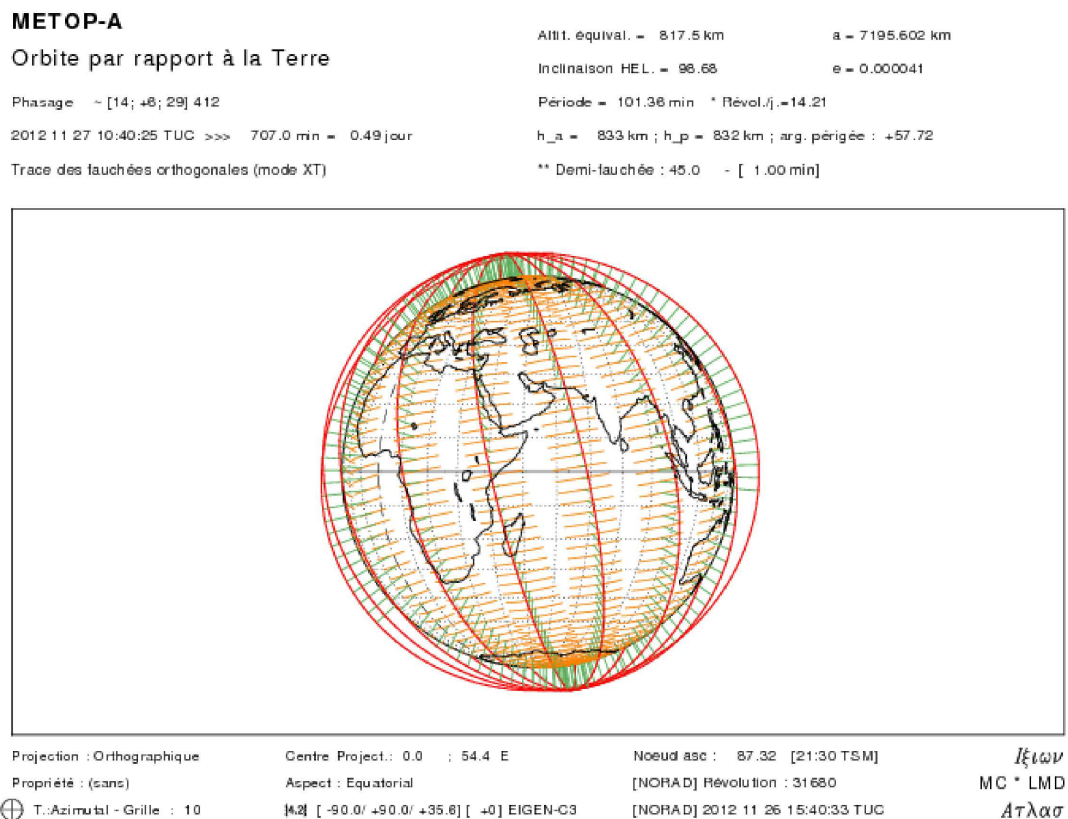 METOP-A
Orbite par rapport à la Terre
Phasage ~ [14; +6; 29] 412
2012 11 27 10:40:25 TUC >>> 707.0 min = 0.49 jour
Trace des fauchées orthogonales (mode XT)
Altit. équival. = 817.5 km a = 7195.602 km
Inclinaison HEL. = 98.68 e = 0.000041
Période = 101.36 min * Révol./j.=14.21
h_a = 833 km ; h_p = 832 km ; arg. périgée : +57.72
** Demi-fauchée : 45.0 - [ 1.00 min]
Projection : Orthographique Centre Project.: 0.0 ; 54.4 E Noeud asc : 87.32 [21:30 TSM] Ιξιων
Propriété : (sans) Aspect : Equatorial [NORAD] Révolution : 31680 MC * LMD
T.:Azimutal - Grille : 10 [4.2] [ -90.0/ +90.0/ +35.6] [ +0] EIGEN-C3 [NORAD] 2012 11 26 15:40:33 TUC Ατλασ